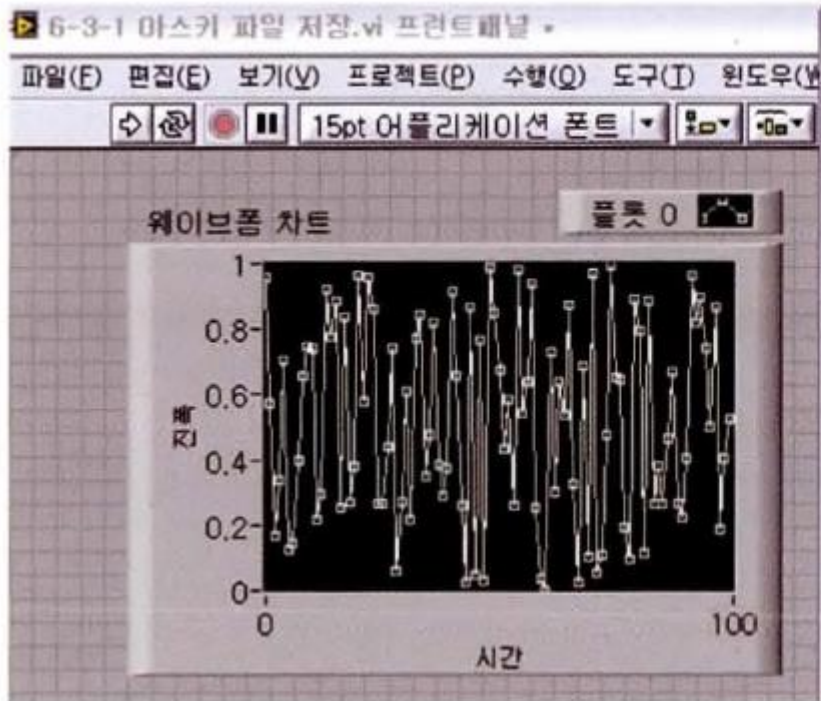 6-3-1 아스키 파일 저장.vi 프런트패널 *
파일(F) 편집(E) 보기(V) 프로젝트(P) 수행(O) 도구(T) 윈도우(W
15pt 어플리케이션 폰트
웨이브폼 차트
플롯 0
1
0.8
0.6
0.4
0.2
0
진폭
0
100
시간